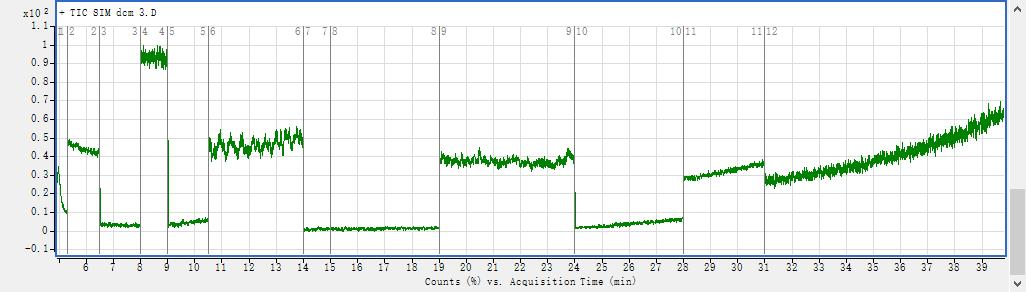 + TIC SIM dcm 3.D
x10 2
1 2 2 3 3 4 4 5 5 6 6 7 7 8 8 9 9 10 10 11 11 12
1.1
1
0.9
0.8
0.7
0.6
0.5
0.4
0.3
0.2
0.1
0
-0.1
6 7 8 9 10 11 12 13 14 15 16 17 18 19 20 21 22 23 24 25 26 27 28 29 30 31 32 33 34 35 36 37 38 39
Counts (%) vs. Acquisition Time (min)